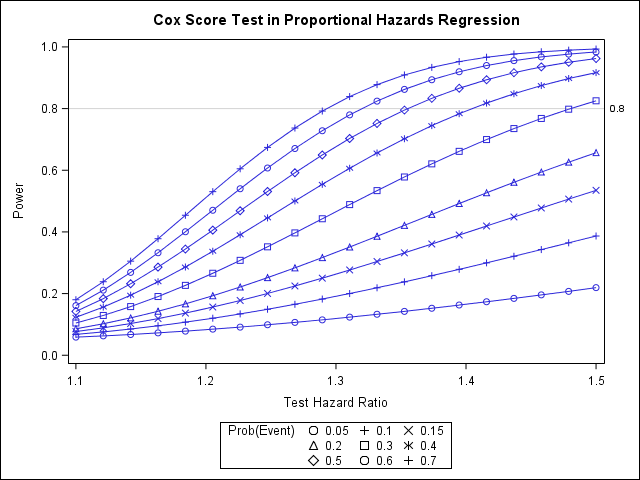 Cox Score Test in Proportional Hazards Regression
1.0
0.8
0.8
0.6
0.4
0.2
0.0
Power
1.1 1.2 1.3 1.4 1.5
Test Hazard Ratio
Prob(Event) 0.05 0.1 0.15
0.2 0.3 0.4
0.5 0.6 0.7